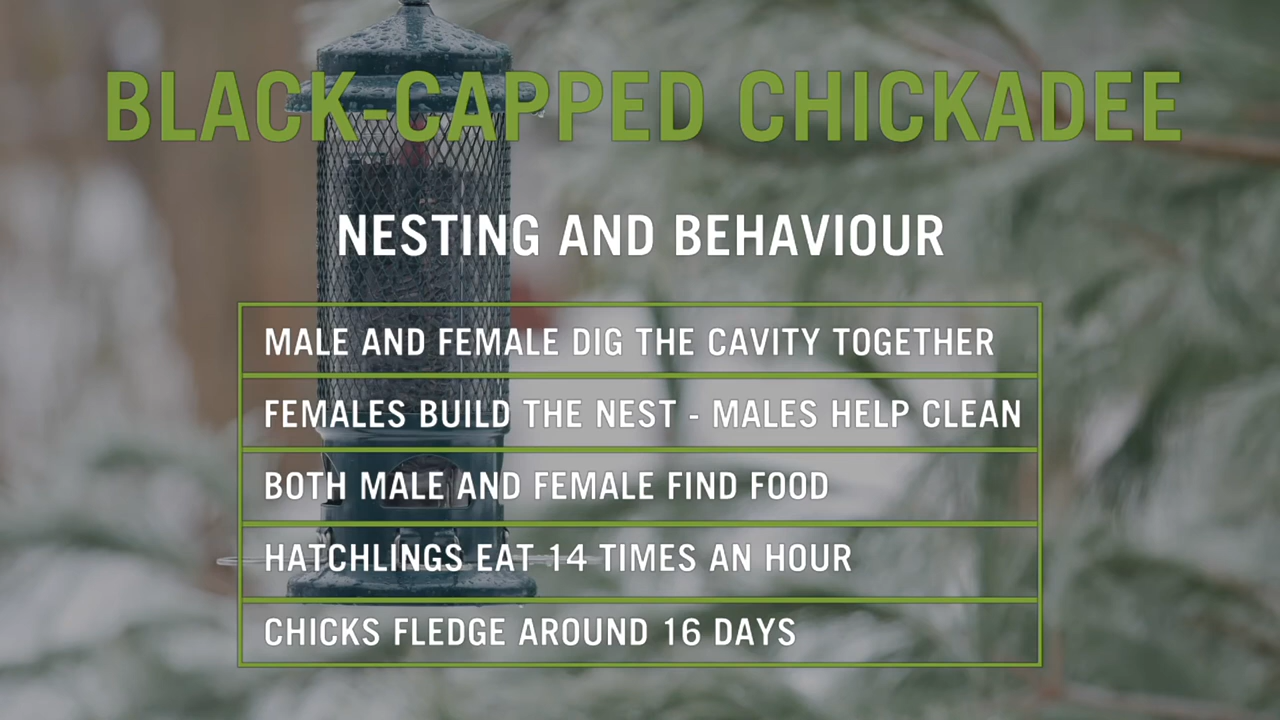 BLACK-CAPPED CHICKADEE
NESTING AND BEHAVIOUR
MALE AND FEMALE DIG THE CAVITY TOGETHER
FEMALES BUILD THE NEST - MALES HELP CLEAN
BOTH MALE AND FEMALE FIND FOOD
HATCHLINGS EAT 14 TIMES AN HOUR
CHICKS FLEDGE AROUND 16 DAYS